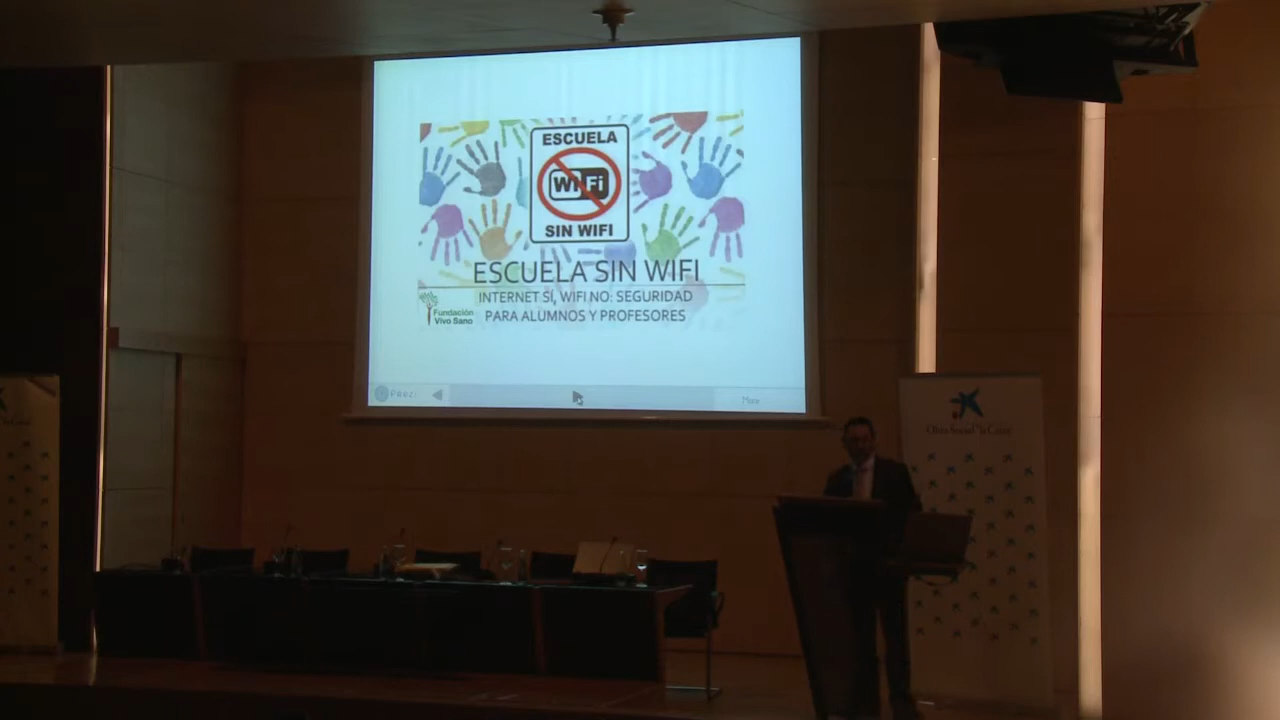 ESCUELA
WiFi
SIN WIFI
ESCUELA SIN WIFI
INTERNET SÍ, WIFI NO: SEGURIDAD
PARA ALUMNOS Y PROFESORES
Fundación
Vivo Sano
Prezi
More
Obra Social "la Caixa"